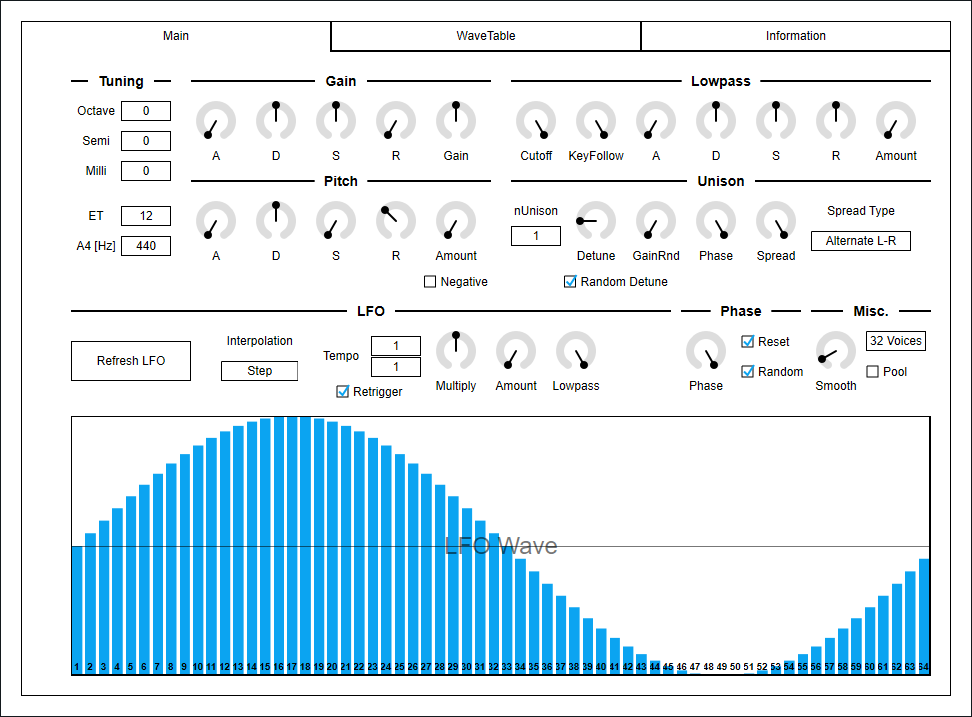 Main WaveTable Information
Tuning Gain Lowpass
Octave 0
Semi 0
Milli 0
A D S R Gain
Cutoff KeyFollow A D S R Amount
Pitch Unison
ET 12
A4 [Hz] 440
A D S R Amount
Negative
nUnison
1
Detune GainRnd Phase Spread
Random Detune
Spread Type
Alternate L-R
LFO Phase Misc.
Refresh LFO
Interpolation
Step
Tempo 1
1
Retrigger
Multiply Amount Lowpass
Phase
Reset
Random
Smooth
32 Voices
Pool
LFO Wave
1 2 3 4 5 6 7 8 9 10 11 12 13 14 15 16 17 18 19 20 21 22 23 24 25 26 27 28 29 30 31 32 33 34 35 36 37 38 39 40 41 42 43 44 45 46 47 48 49 50 51 52 53 54 55 56 57 58 59 60 61 62 63 64